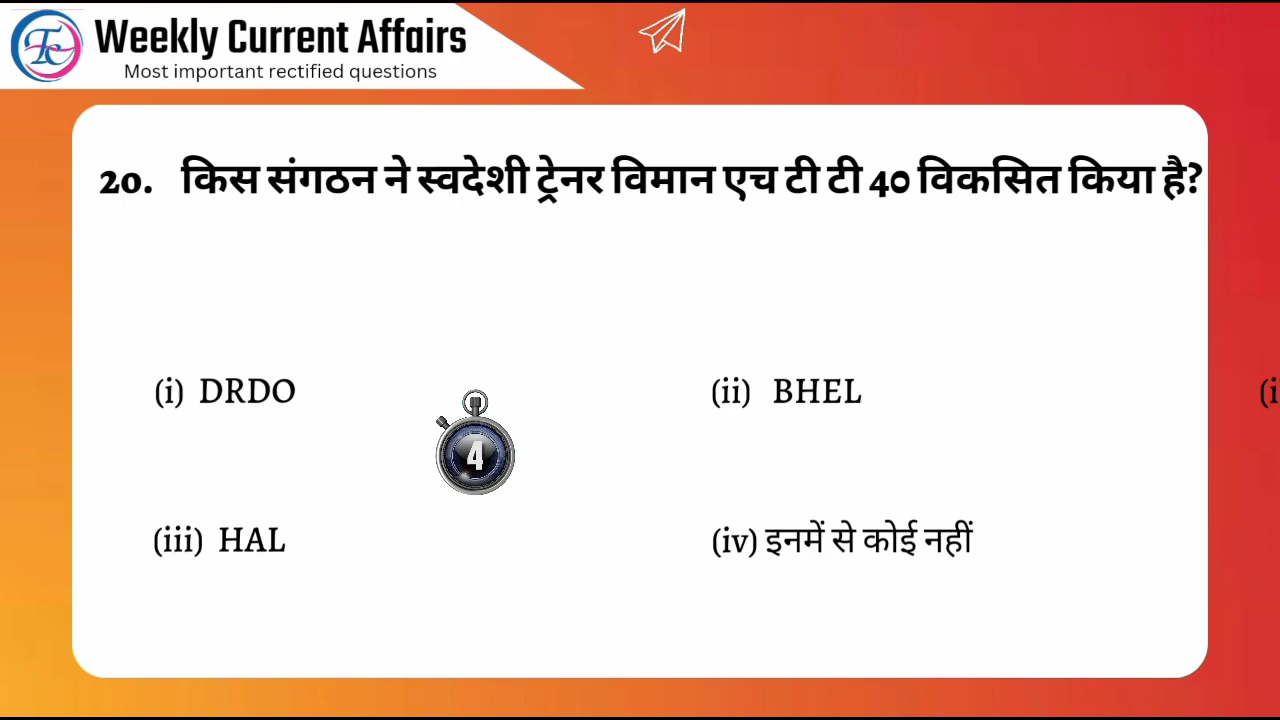 Weekly Current Affairs
Most important rectified questions
20. किस संगठन ने स्वदेशी ट्रेनर विमान एच टी टी 40 विकसित किया है?
(i) DRDO
(ii) BHEL
(i
4
(iii) HAL
(iv) इनमें से कोई नहीं